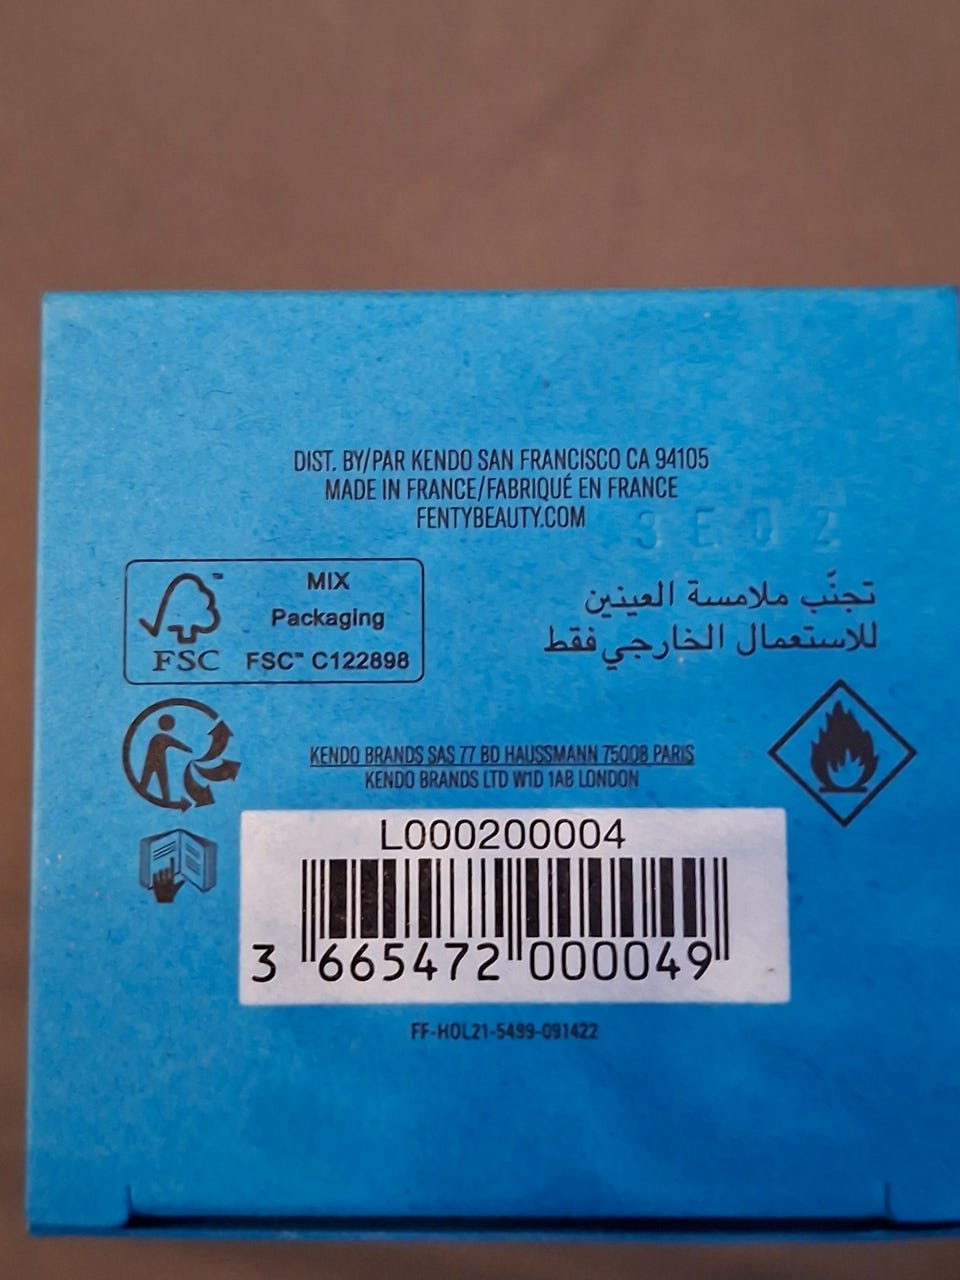 DIST. BY/PAR KENDO SAN FRANCISCO CA 94105
MADE IN FRANCE/FABRIQUÉ EN FRANCE
FENTYBEAUTY.COM
3E02
FSC™
MIX
Packaging
FSC™ C122898
تجنّب ملامسة العينين
للاستعمال الخارجي فقط
KENDO BRANDS SAS 77 BD HAUSSMANN 75008 PARIS
KENDO BRANDS LTD W1D 1AB LONDON
L000200004
3 665472 000049
FF-HOL21-5499-091422